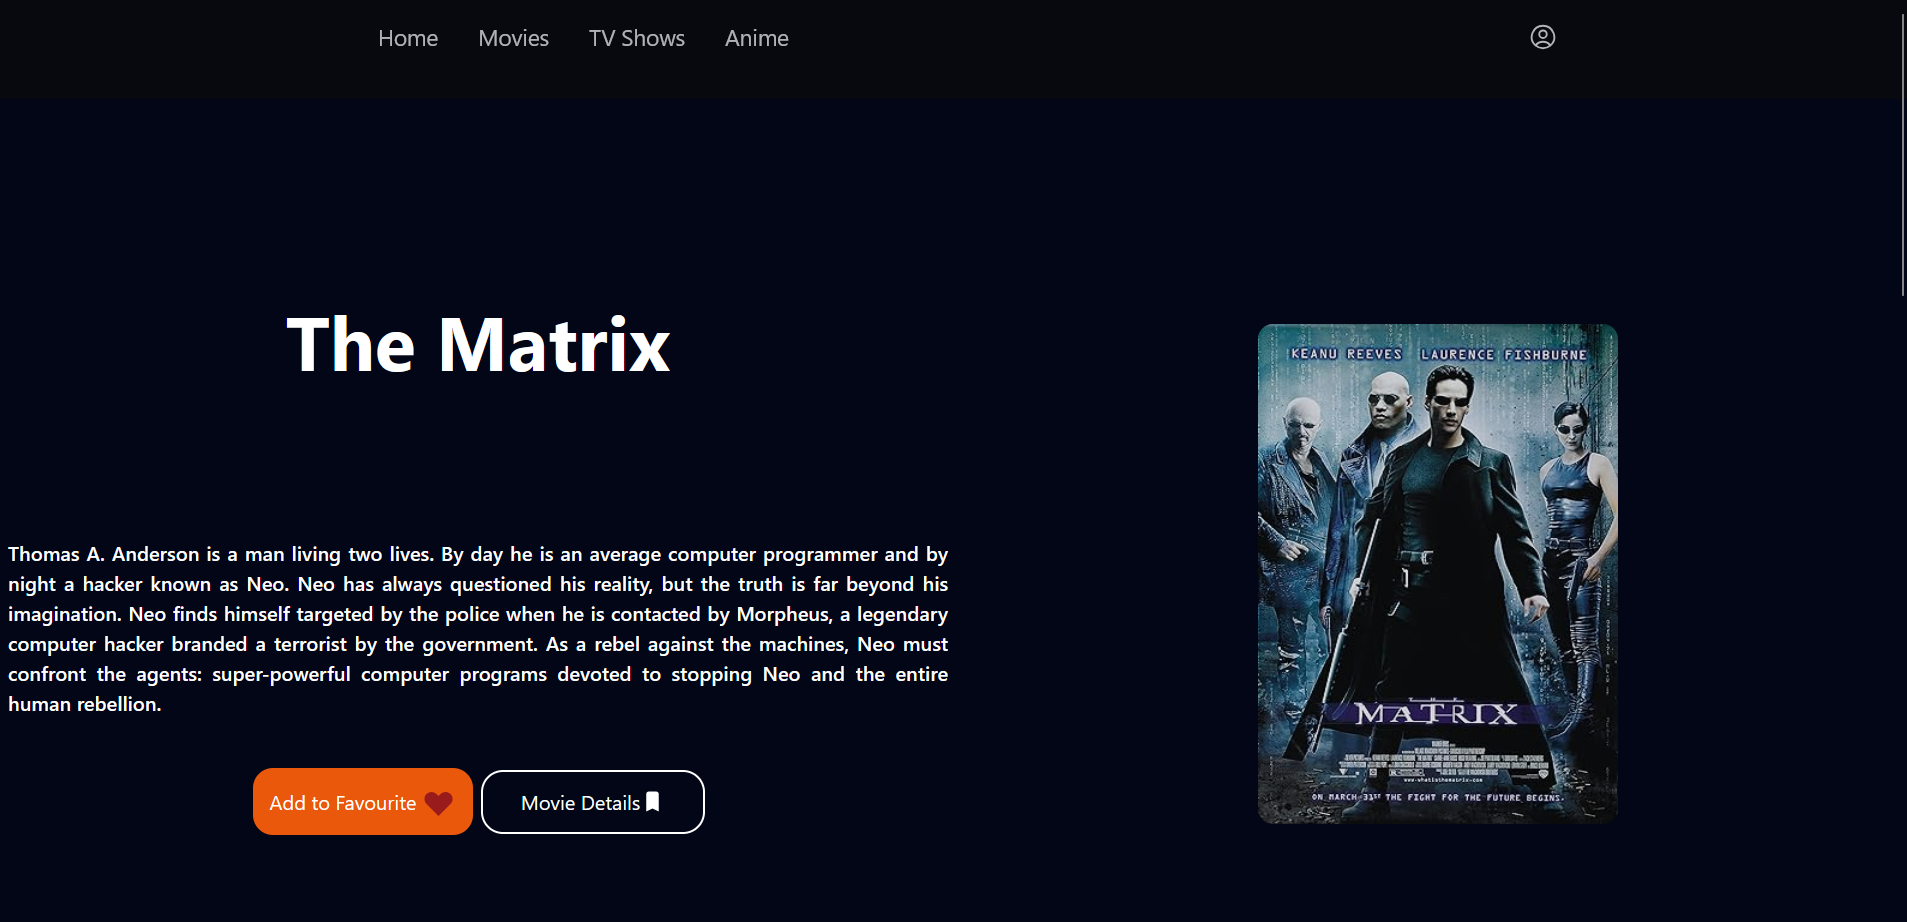 Home Movies TV Shows Anime
The Matrix
Thomas A. Anderson is a man living two lives. By day he is an average computer programmer and by
night a hacker known as Neo. Neo has always questioned his reality, but the truth is far beyond his
imagination. Neo finds himself targeted by the police when he is contacted by Morpheus, a legendary
computer hacker branded a terrorist by the government. As a rebel against the machines, Neo must
confront the agents: super-powerful computer programs devoted to stopping Neo and the entire
human rebellion.
Add to Favourite
Movie Details
KEANU REEVES LAURENCE FISHBURNE
THE
MATRIX
www.whatisthematrix.com
ON MARCH 31ST THE FIGHT FOR THE FUTURE BEGINS.